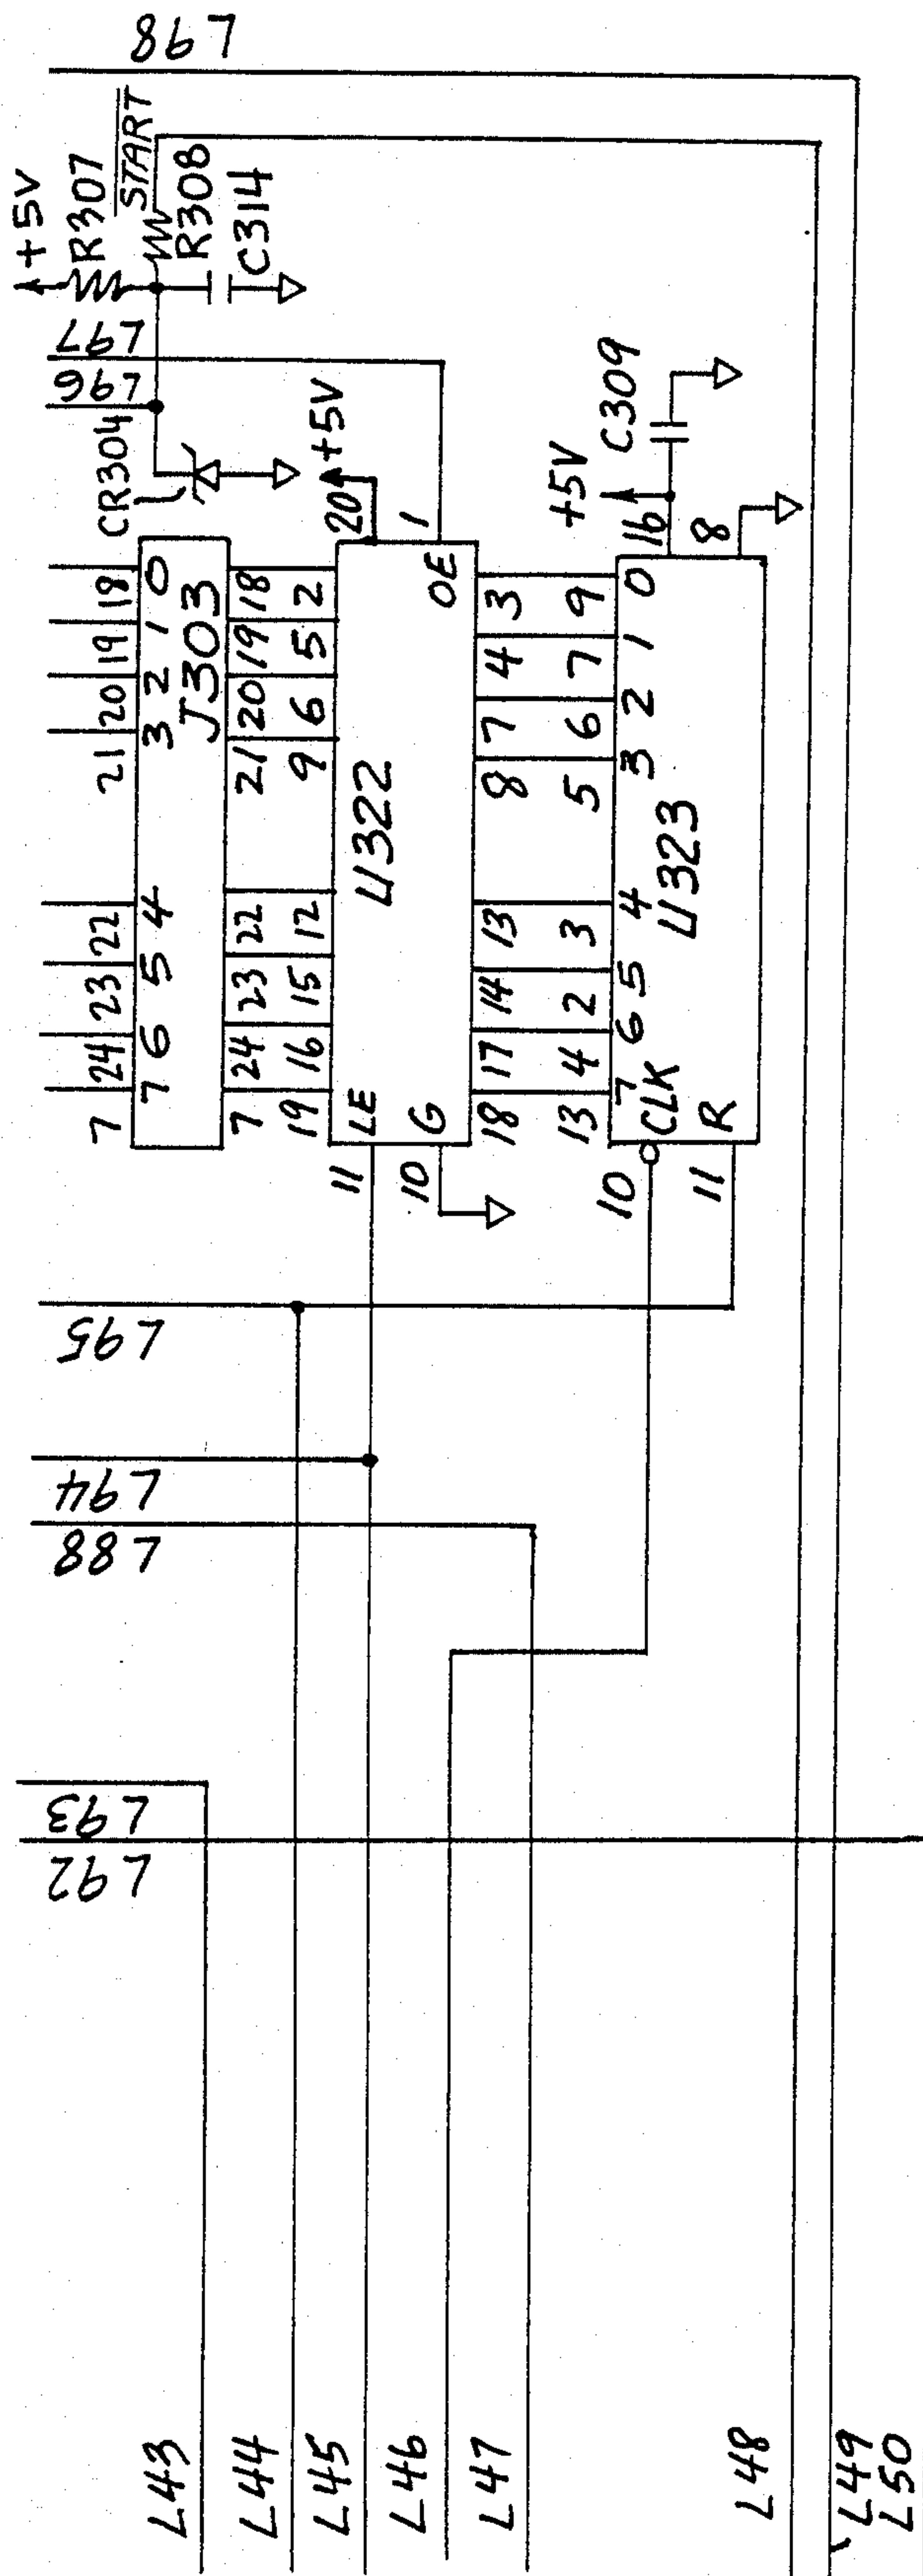 +5V
R307
START
R308
C314
L98
L97
L96
CR304
+5V
20
1
+5V
C309
16
8
7 24 23 22 21 20 19 18
7 6 5 4 3 2 1 0
J303
7 24 23 22 21 20 19 18
19 16 15 12 9 6 5 2
LE
U322
OE
G
11
10
18 17 14 13 8 7 4 3
13 4 2 3 5 6 7 9
7 6 5 4 3 2 1 0
CLK
U323
R
10
11
L95
L94
L88
L93
L92
L43
L44
L45
L46
L47
L48
L49
L50